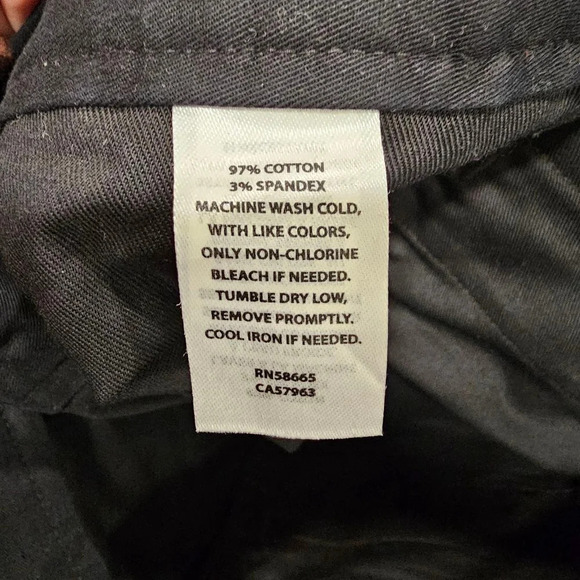 97% COTTON
3% SPANDEX
MACHINE WASH COLD,
WITH LIKE COLORS,
ONLY NON-CHLORINE
BLEACH IF NEEDED.
TUMBLE DRY LOW,
REMOVE PROMPTLY.
COOL IRON IF NEEDED.
RN58665
CA57963